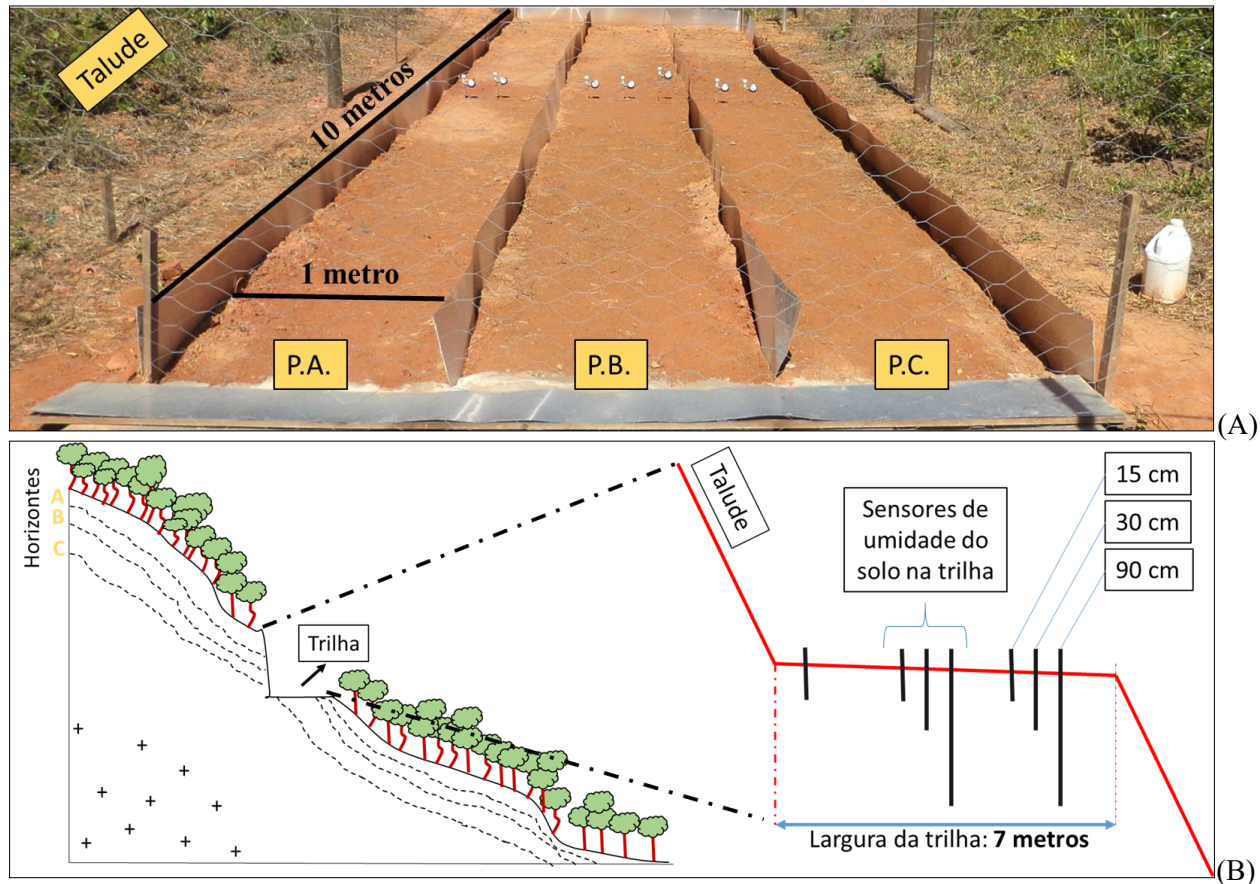 Talude
10 metros
1 metro
P.A.
P.B.
P.C.
(A)
Horizontes
A
B
C
Trilha
Talude
Sensores de
umidade do
solo na trilha
15 cm
30 cm
90 cm
Largura da trilha: 7 metros
(B)